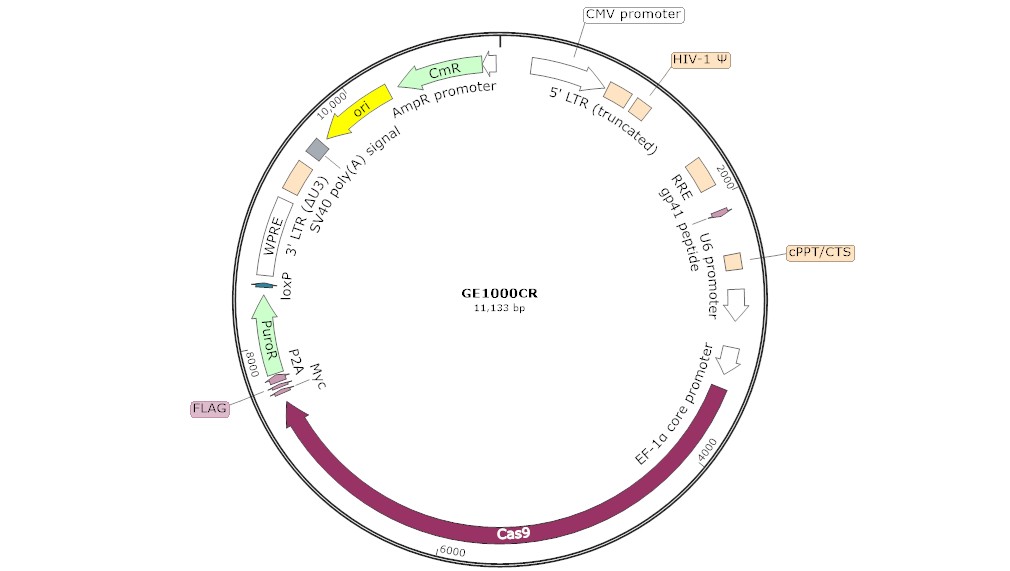 CMV promoter
HIV-1 Ψ
5' LTR (truncated)
2000
RRE
gp41 peptide
cPPT/CTS
U6 promoter
EF-1α core promoter
4000
Cas9
6000
Myc
FLAG
P2A
8000
PuroR
loxP
WPRE
3' LTR (ΔU3)
SV40 poly(A) signal
10,000
ori
AmpR promoter
CmR
GE1000CR
11,133 bp